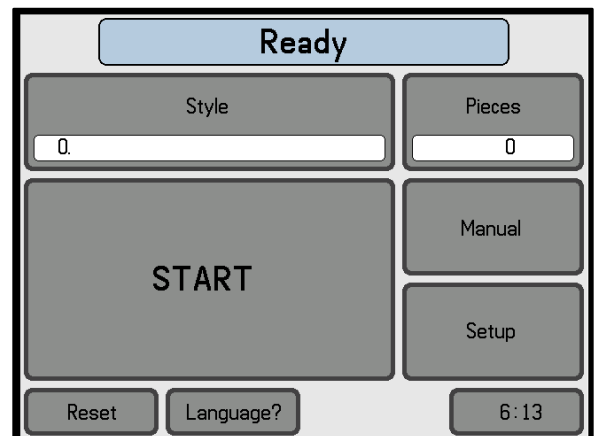 Ready
Style
Pieces
0.
0
START
Manual
Setup
Reset
Language?
6:13